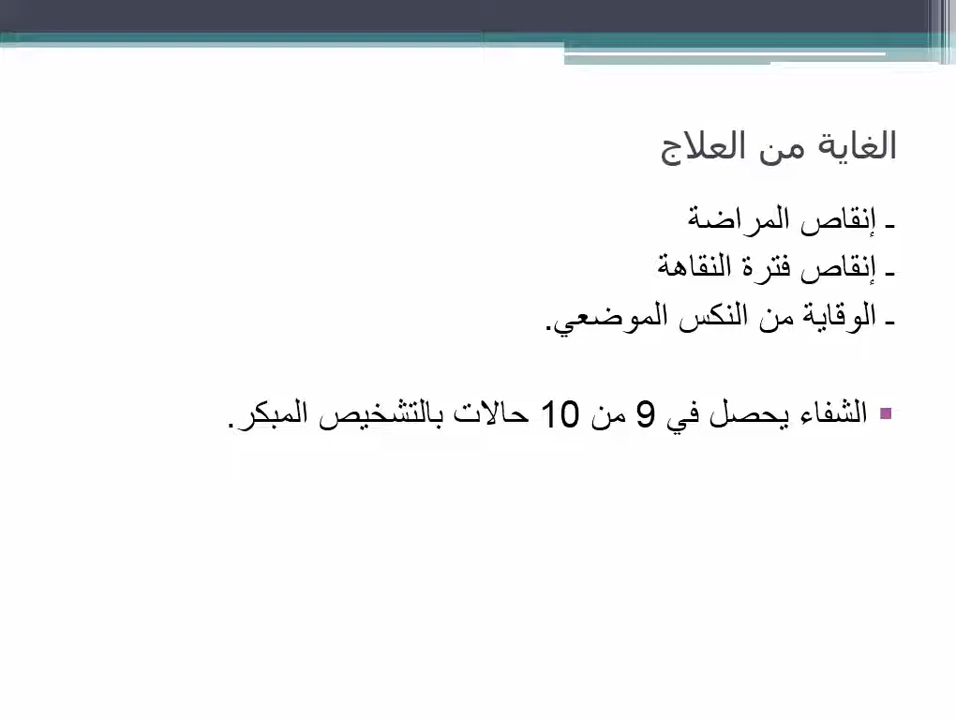 الغاية من العلاج
ـ إنقاص المراضة
ـ إنقاص فترة النقاهة
ـ الوقاية من النكس الموضعي.
▪ الشفاء يحصل في 9 من 10 حالات بالتشخيص المبكر.